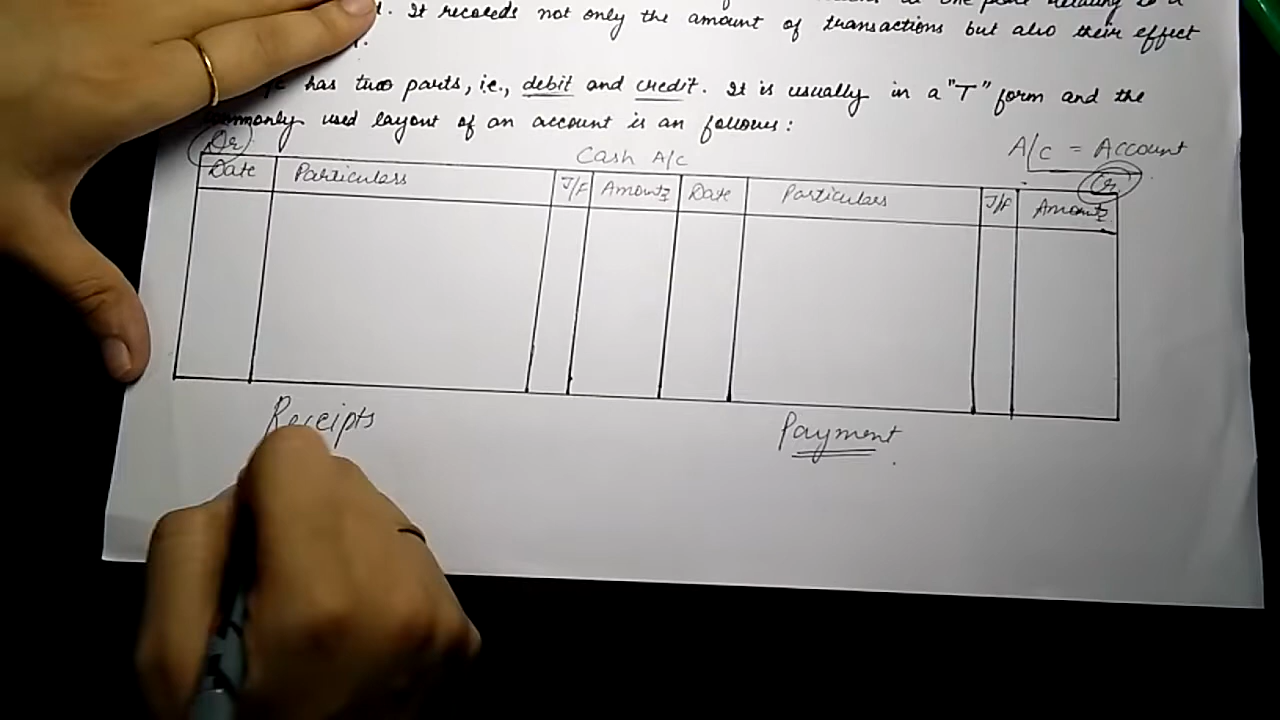 . It records not only the amount of transactions but also their effect
has two parts, i.e., debit and credit. It is usually in a "T" form and the
commonly used layout of an account is an follows:
A/c = Account
Dr Cash A/c Cr
Date Particulars J/F Amount₹ Date Particulars J/F Amount₹
Receipts Payment